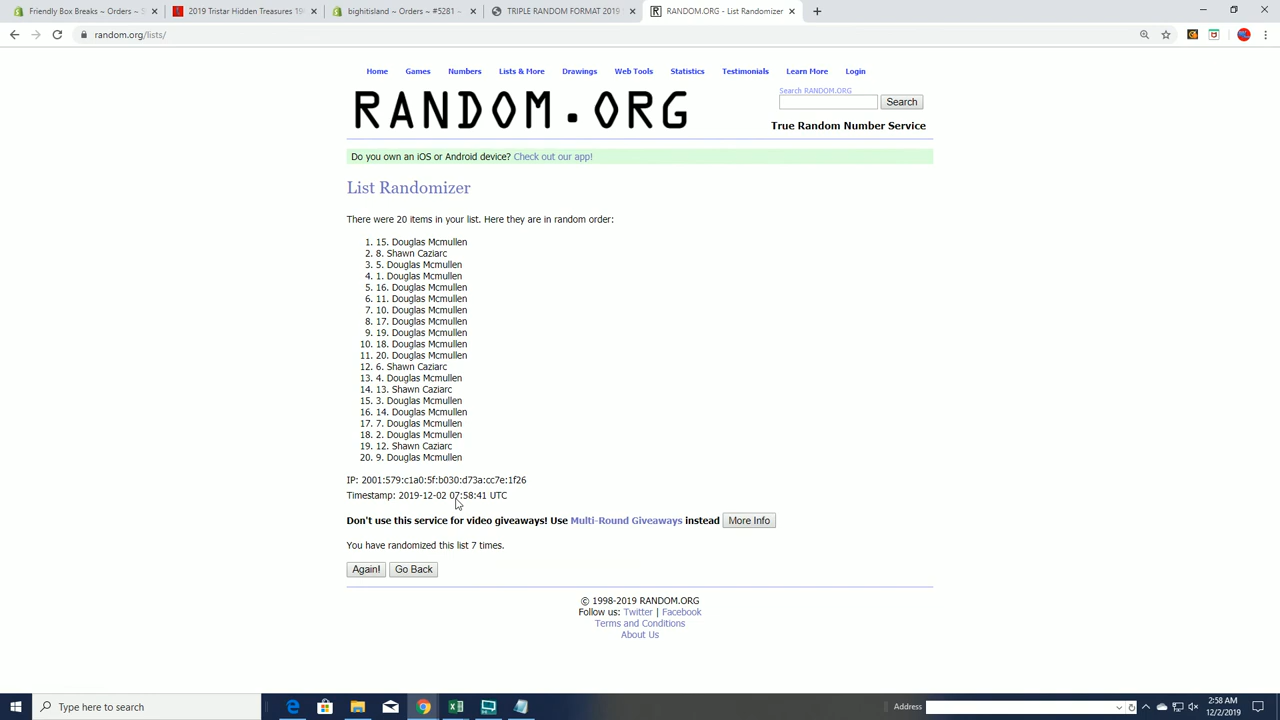 Friendly Box Breaks ~ Orders ~ S
2019 Tristar Hidden Treasures 19
bighitisland ~ Orders ~ #5281 -
TRIPLE RANDOM FORMAT 2019
RANDOM.ORG - List Randomizer
random.org/lists/
Home Games Numbers Lists & More Drawings Web Tools Statistics Testimonials Learn More Login
RANDOM.ORG
Search RANDOM.ORG
Search
True Random Number Service
Do you own an iOS or Android device? Check out our app!
List Randomizer
There were 20 items in your list. Here they are in random order:
1. 15. Douglas Mcmullen
2. 8. Shawn Caziarc
3. 5. Douglas Mcmullen
4. 1. Douglas Mcmullen
5. 16. Douglas Mcmullen
6. 11. Douglas Mcmullen
7. 10. Douglas Mcmullen
8. 17. Douglas Mcmullen
9. 19. Douglas Mcmullen
10. 18. Douglas Mcmullen
11. 20. Douglas Mcmullen
12. 6. Shawn Caziarc
13. 4. Douglas Mcmullen
14. 13. Shawn Caziarc
15. 3. Douglas Mcmullen
16. 14. Douglas Mcmullen
17. 7. Douglas Mcmullen
18. 2. Douglas Mcmullen
19. 12. Shawn Caziarc
20. 9. Douglas Mcmullen
IP: 2001:579:c1a0:5f:b030:d73a:cc7e:1f26
Timestamp: 2019-12-02 07:58:41 UTC
Don't use this service for video giveaways! Use Multi-Round Giveaways instead More Info
You have randomized this list 7 times.
Again! Go Back
© 1998-2019 RANDOM.ORG
Follow us: Twitter | Facebook
Terms and Conditions
About Us
Type here to search
Address
2:58 AM
12/2/2019